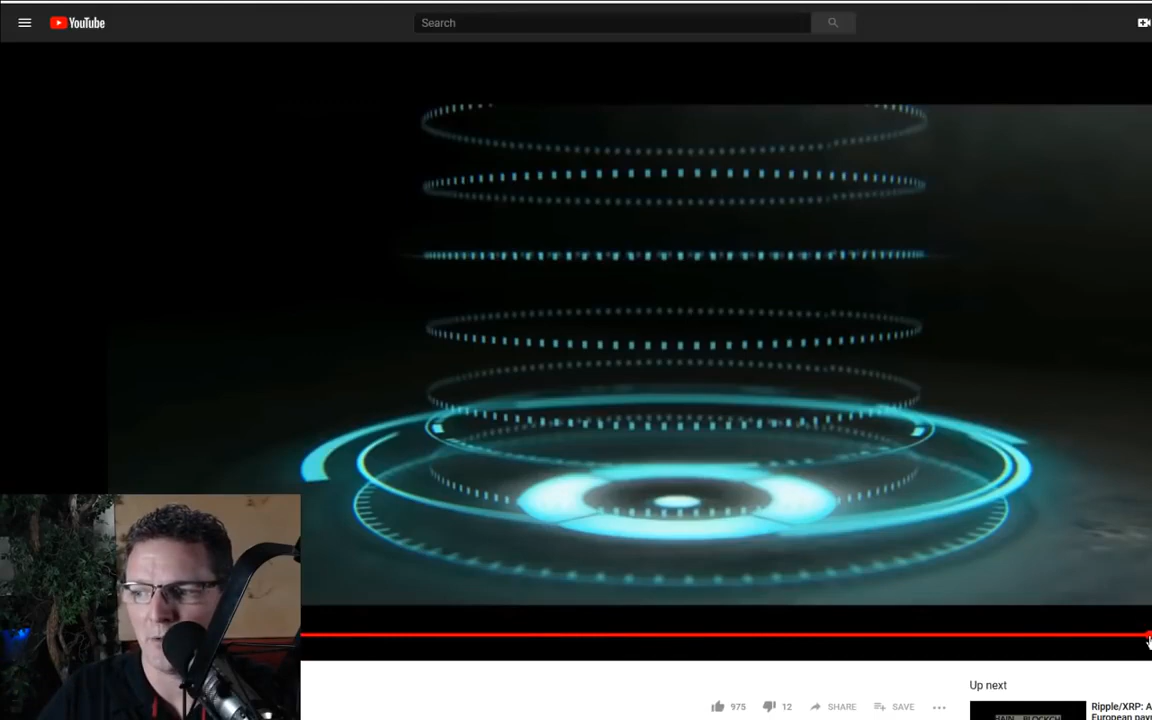 YouTube
Search
975
12
SHARE
SAVE
Up next
Ripple/XRP: A
European pay